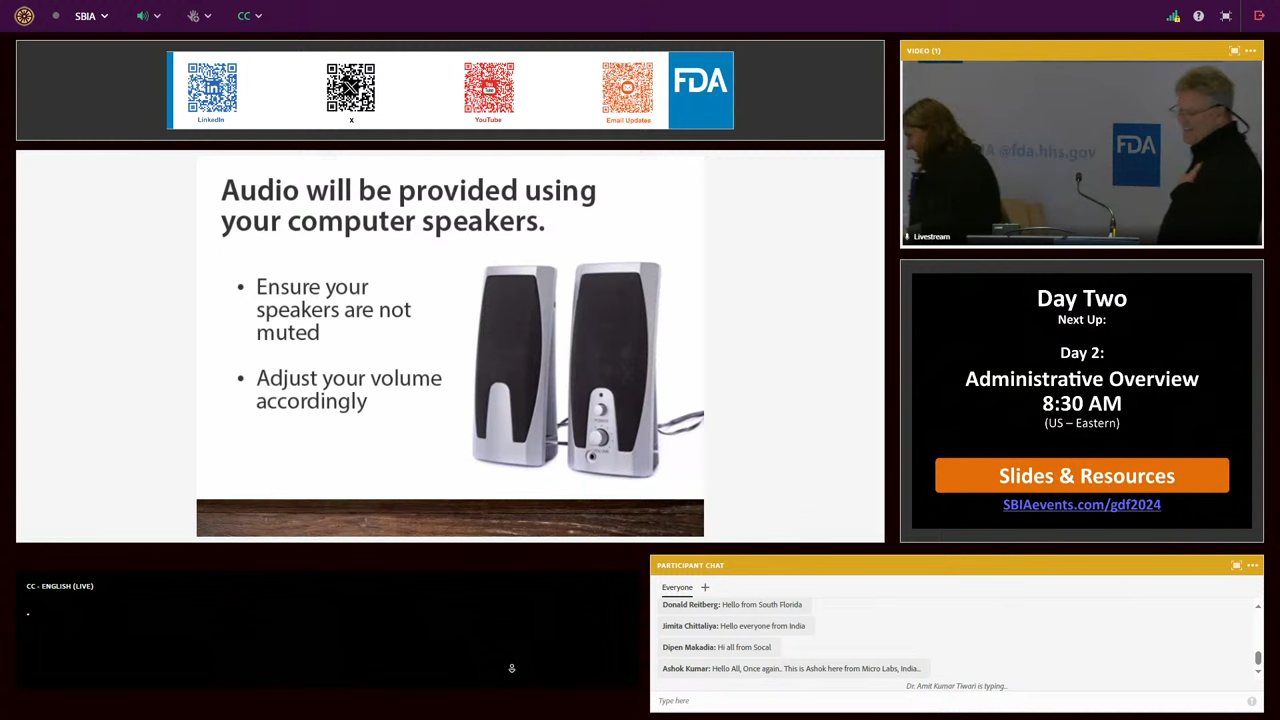 SBIA
CC
LinkedIn
X
YouTube
Email Updates
FDA
Audio will be provided using
your computer speakers.
• Ensure your
speakers are not
muted
• Adjust your volume
accordingly
VIDEO (1)
@fda.hhs.gov
FDA
Livestream
Day Two
Next Up:
Day 2:
Administrative Overview
8:30 AM
(US – Eastern)
Slides & Resources
SBIAevents.com/gdf2024
CC - ENGLISH (LIVE)
.
PARTICIPANT CHAT
Everyone
Donald Reitberg: Hello from South Florida
Jimita Chittaliya: Hello everyone from India
Dipen Makadia: Hi all from Socal
Ashok Kumar: Hello All, Once again.. This is Ashok here from Micro Labs, India..
Dr. Amit Kumar Tiwari is typing..
Type here